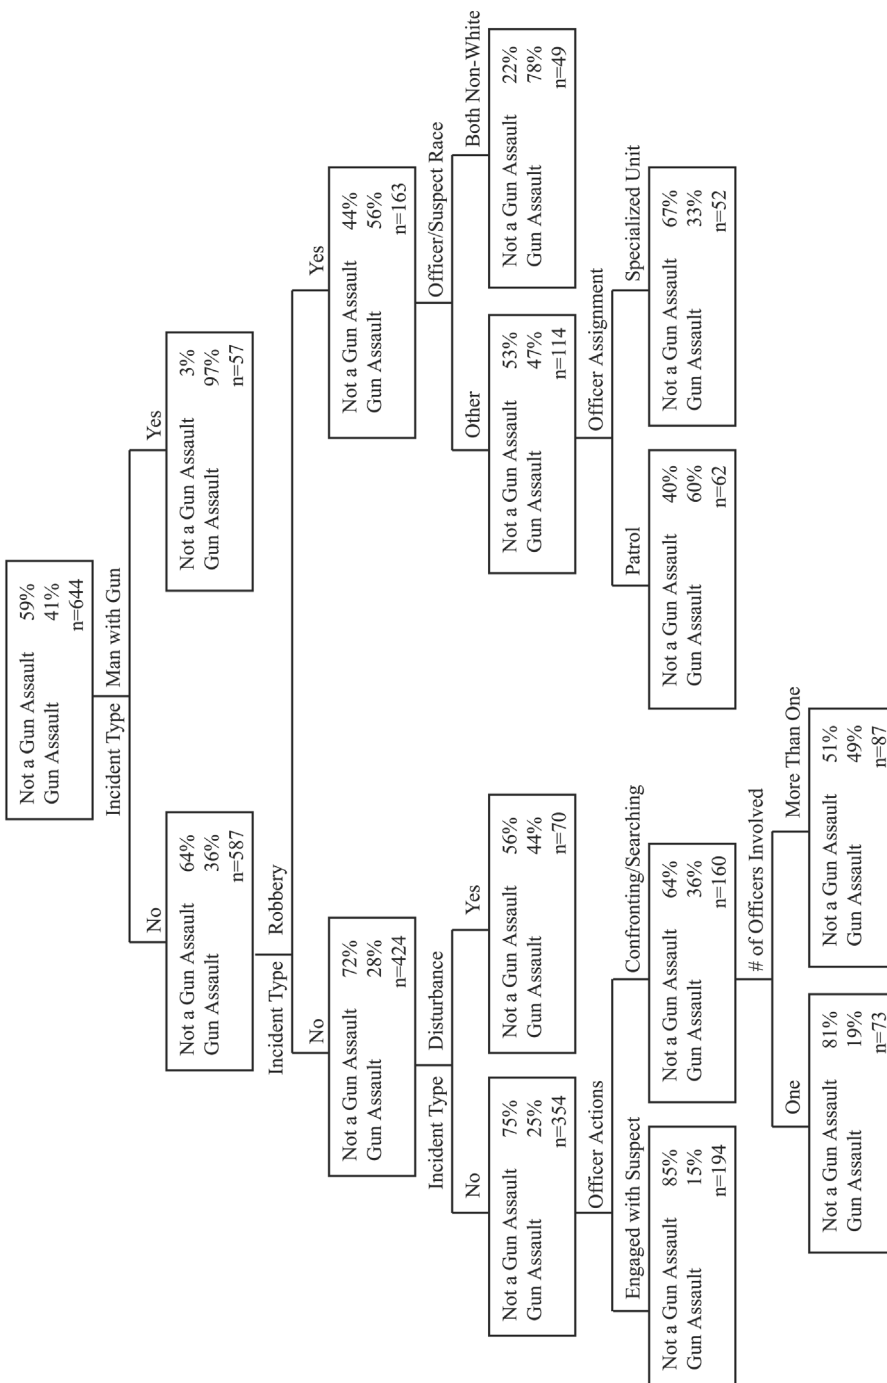 Not a Gun Assault 59%
Gun Assault 41%
n=644
Incident Type Man with Gun
No
Yes
Not a Gun Assault 64%
Gun Assault 36%
n=587
Not a Gun Assault 3%
Gun Assault 97%
n=57
Incident Type Robbery
No
Yes
Not a Gun Assault 72%
Gun Assault 28%
n=424
Not a Gun Assault 44%
Gun Assault 56%
n=163
Incident Type Disturbance
Officer/Suspect Race
No
Yes
Other
Both Non-White
Not a Gun Assault 75%
Gun Assault 25%
n=354
Not a Gun Assault 56%
Gun Assault 44%
n=70
Not a Gun Assault 53%
Gun Assault 47%
n=114
Not a Gun Assault 22%
Gun Assault 78%
n=49
Officer Actions
Officer Assignment
Engaged with Suspect
Confronting/Searching
Patrol
Specialized Unit
Not a Gun Assault 85%
Gun Assault 15%
n=194
Not a Gun Assault 64%
Gun Assault 36%
n=160
Not a Gun Assault 40%
Gun Assault 60%
n=62
Not a Gun Assault 67%
Gun Assault 33%
n=52
# of Officers Involved
One
More Than One
Not a Gun Assault 81%
Gun Assault 19%
n=73
Not a Gun Assault 51%
Gun Assault 49%
n=87